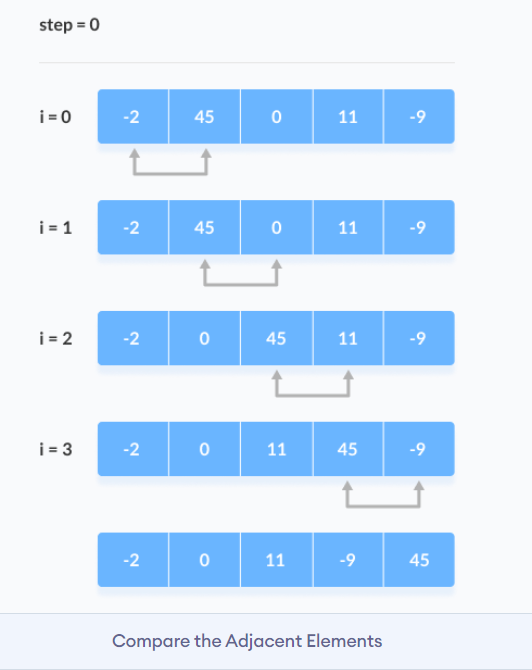 step = 0
i = 0 -2 45 0 11 -9
i = 1 -2 45 0 11 -9
i = 2 -2 0 45 11 -9
i = 3 -2 0 11 45 -9
-2 0 11 -9 45
Compare the Adjacent Elements